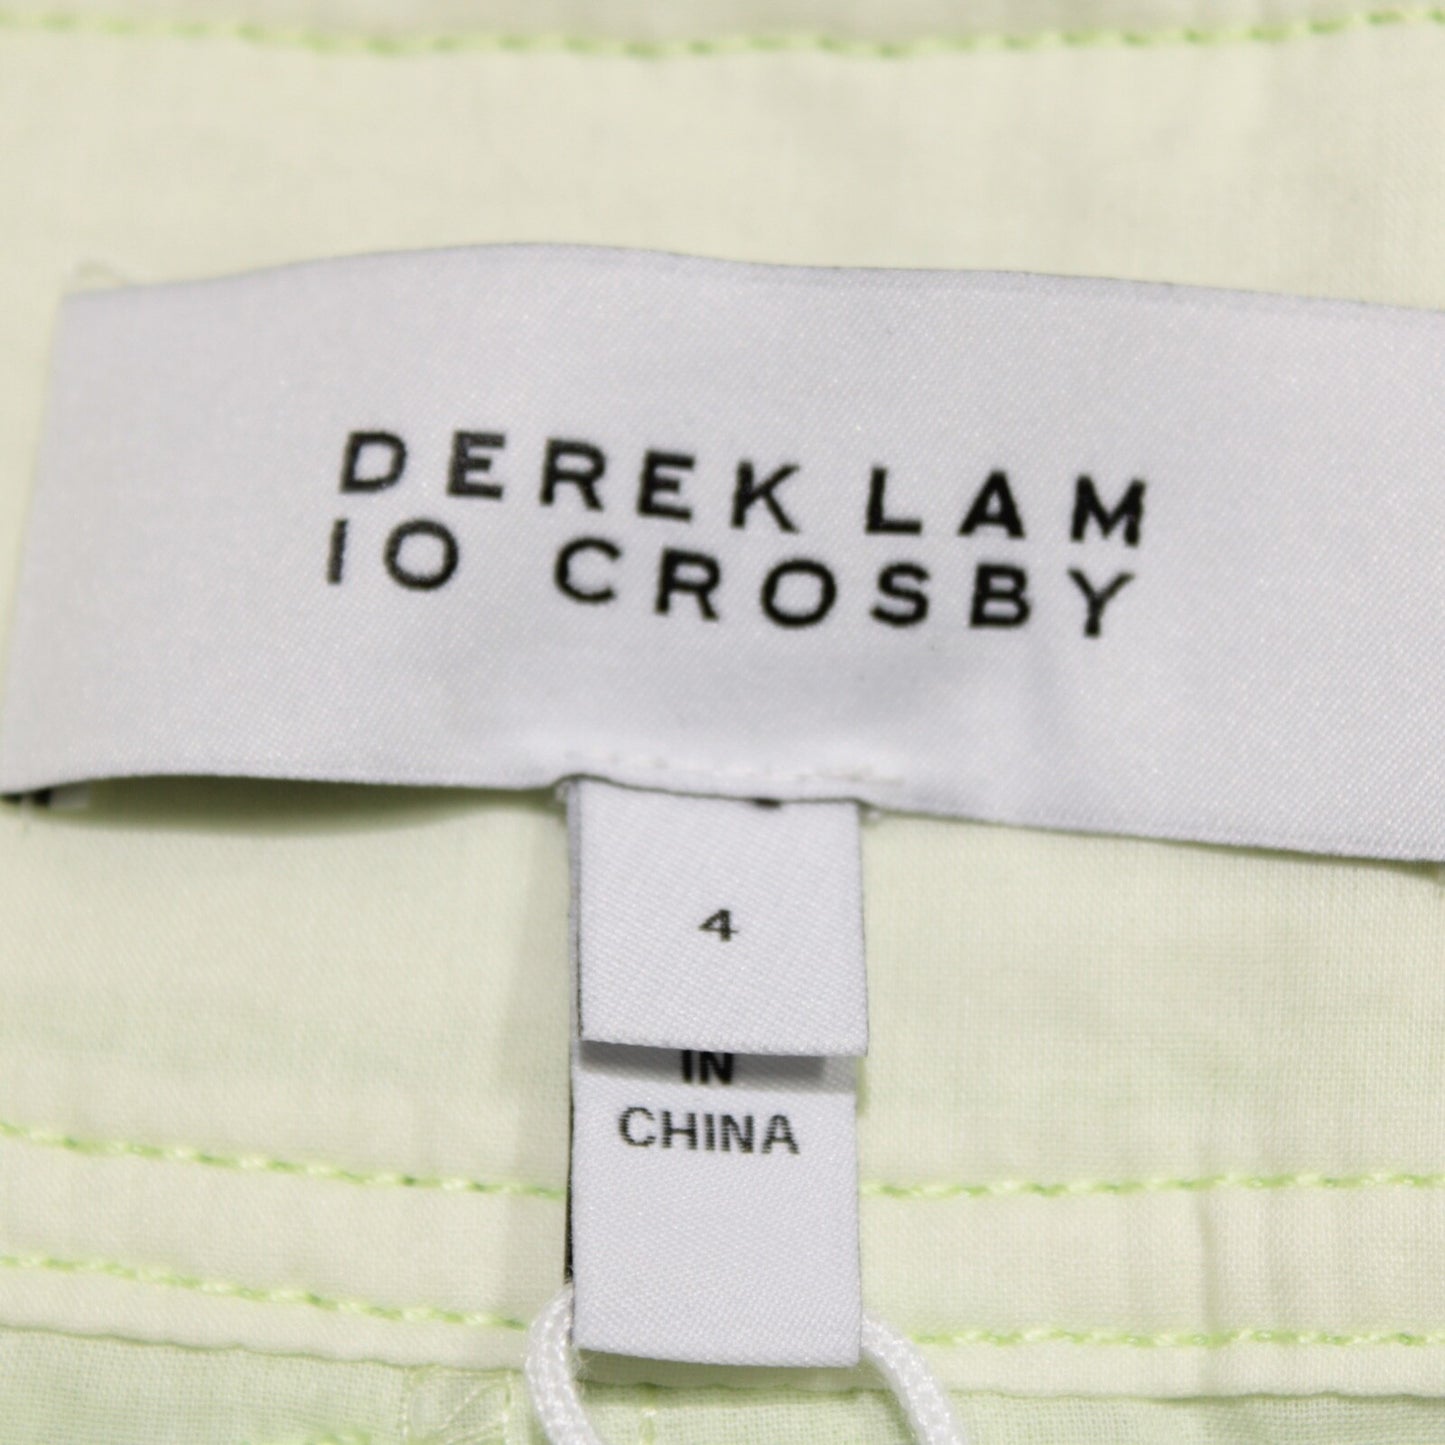 DEREK LAM
10 CROSBY
4
IN
CHINA